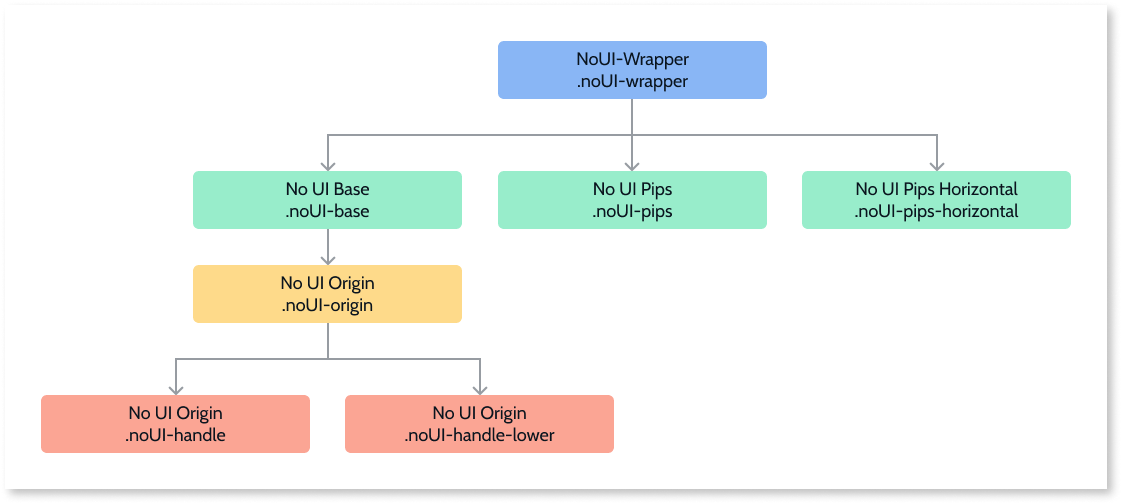 NoUI-Wrapper
.noUI-wrapper
No UI Base
.noUI-base
No UI Pips
.noUI-pips
No UI Pips Horizontal
.noUI-pips-horizontal
No UI Origin
.noUI-origin
No UI Origin
.noUI-handle
No UI Origin
.noUI-handle-lower